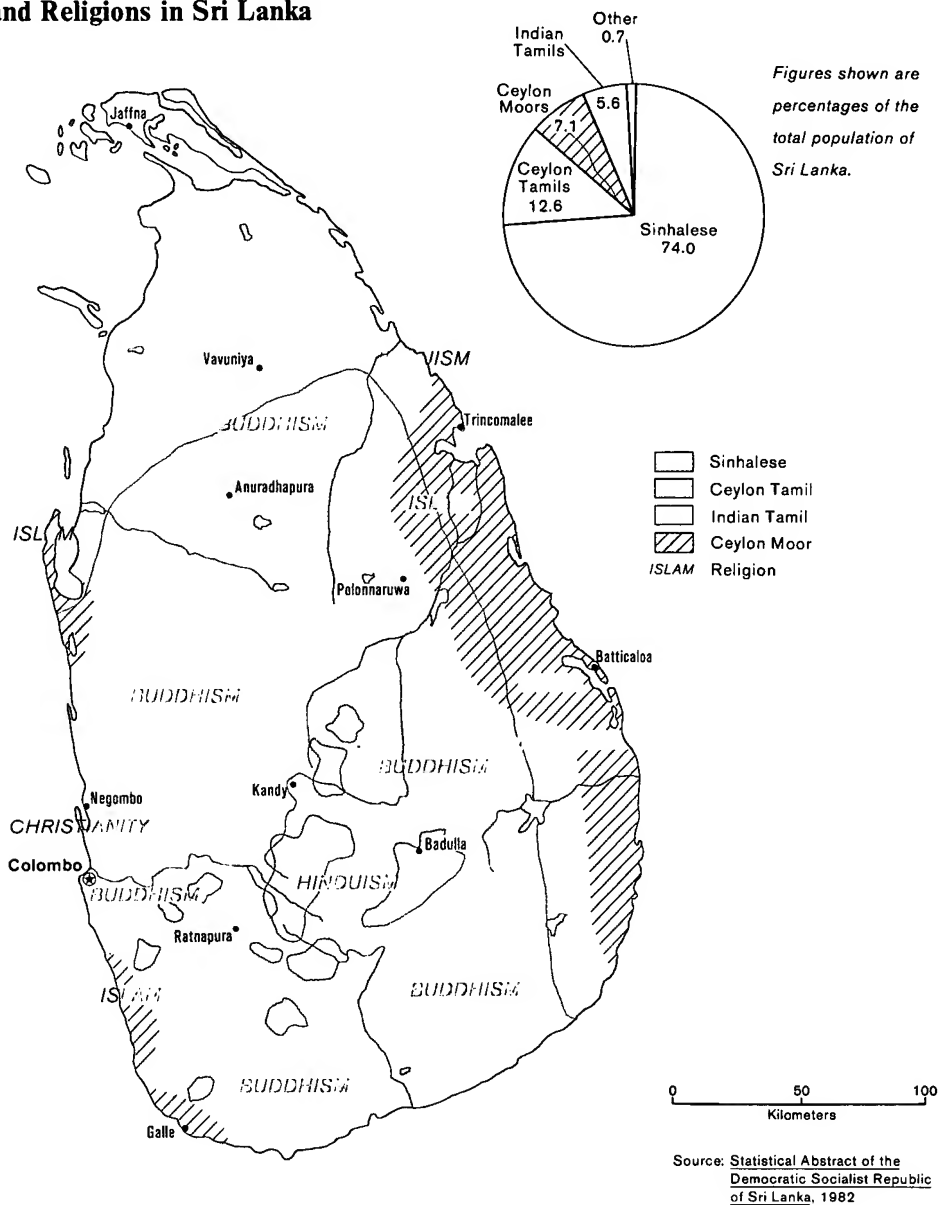 and Religions in Sri Lanka
Other
0.7
Indian
Tamils
5.6
Ceylon
Moors
7.1
Ceylon
Tamils
12.6
Sinhalese
74.0
Figures shown are
percentages of the
total population of
Sri Lanka.
Jaffna
Vavuniya
IISM
BUDDHISM
Trincomalee
Anuradhapura
ISL
ISL
Polonnaruwa
Sinhalese
Ceylon Tamil
Indian Tamil
Ceylon Moor
ISLAM Religion
Batticaloa
BUDDHISM
BUDDHISM
Kandy
Negombo
CHRISTIANITY
Badulla
Colombo
BUDDHISM
HINDUISM
Ratnapura
ISLAM
BUDDHISM
BUDDHISM
Galle
0 50 100
Kilometers
Source: Statistical Abstract of the
Democratic Socialist Republic
of Sri Lanka, 1982